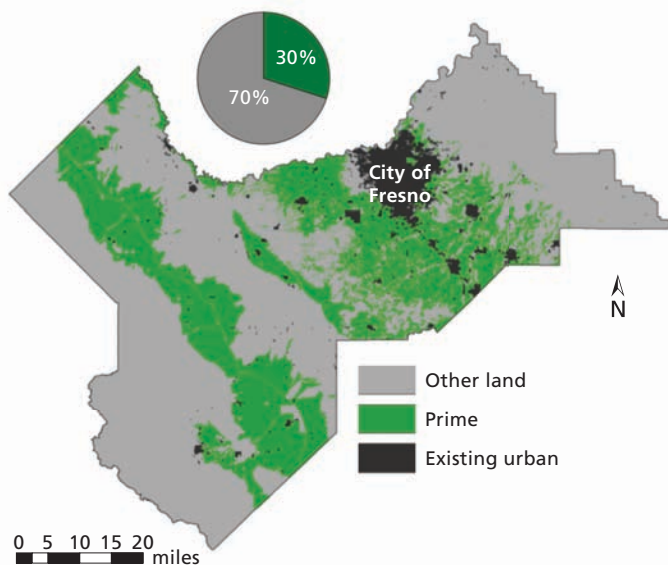 30%
70%
City of
Fresno
N
Other land
Prime
Existing urban
0 5 10 15 20
miles